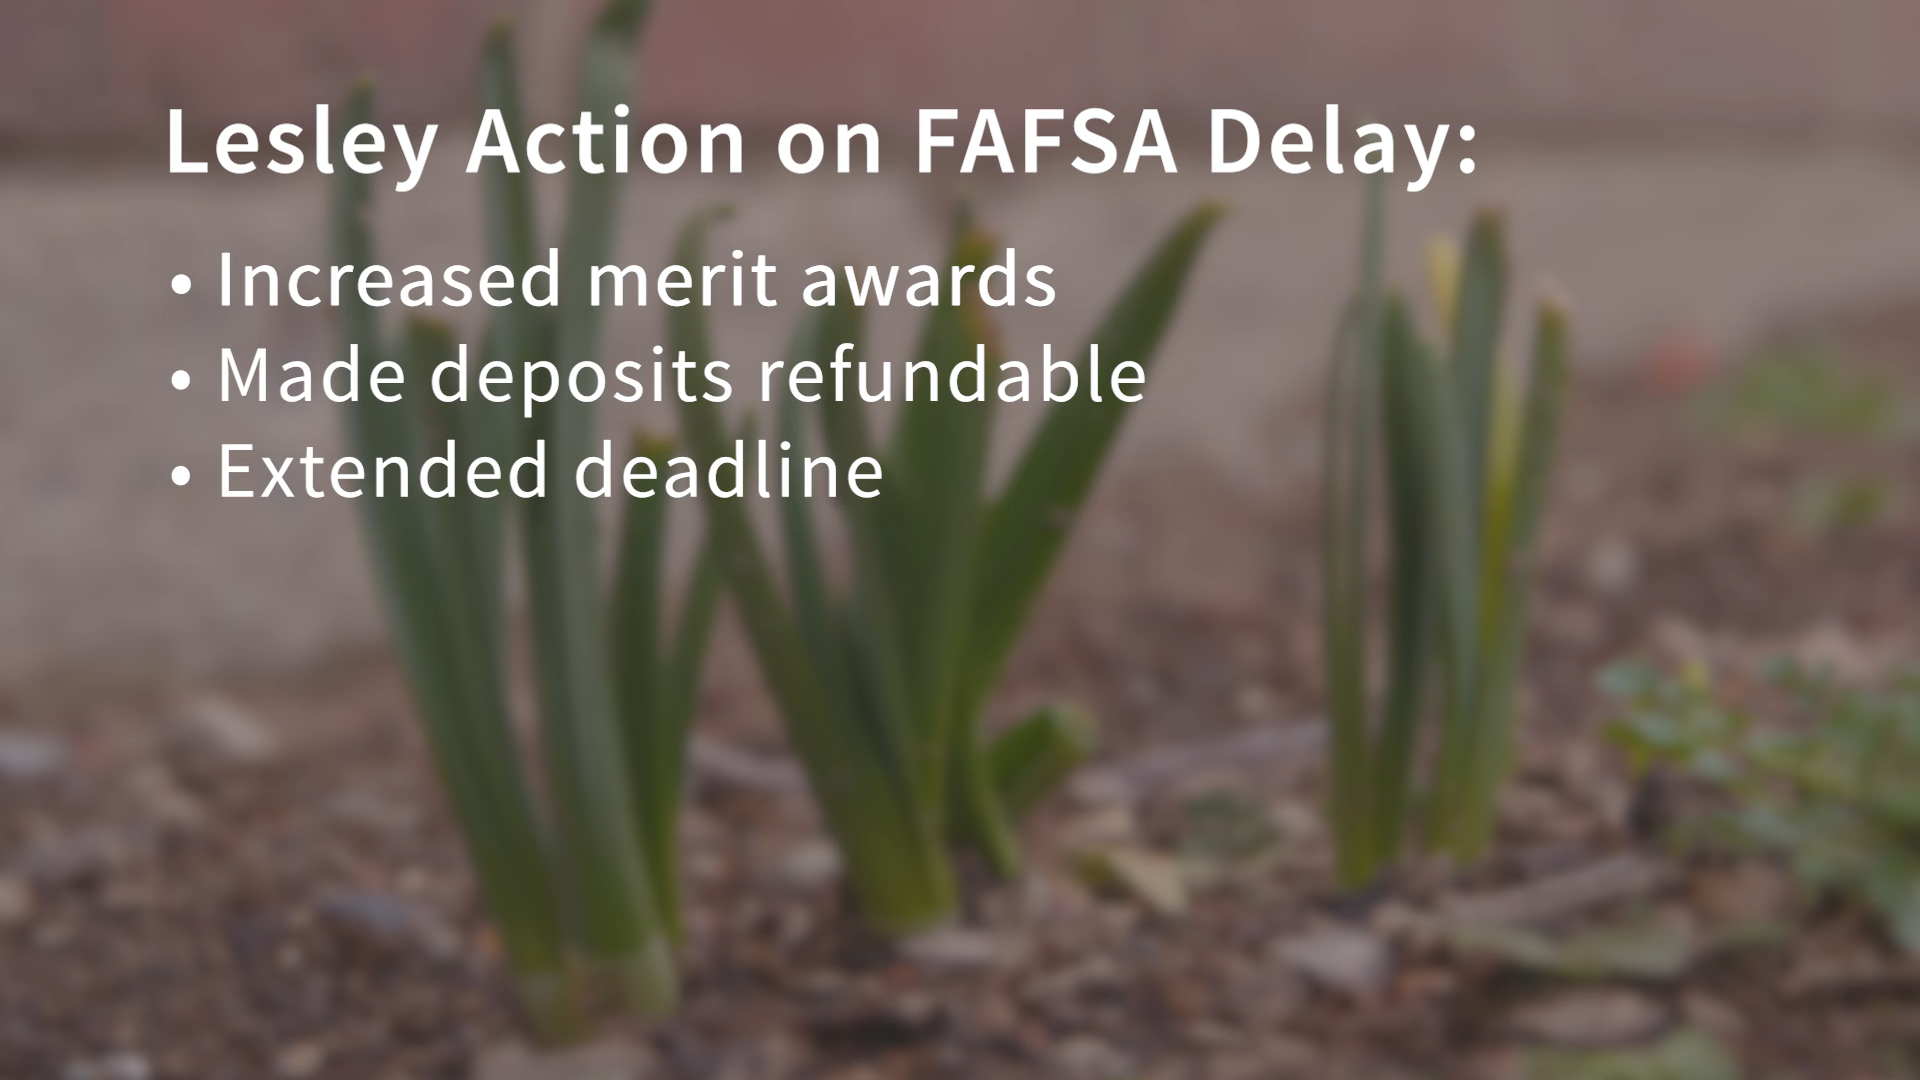 Lesley Action on FAFSA Delay:
• Increased merit awards
• Made deposits refundable
• Extended deadline